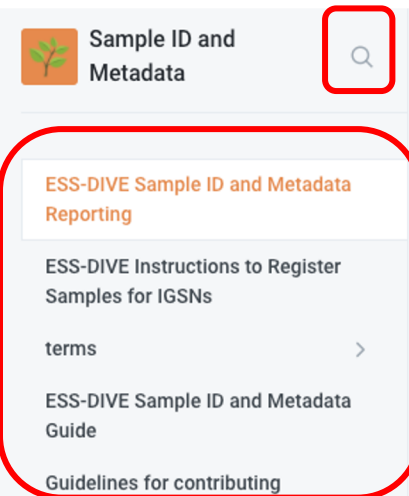 Sample ID and
Metadata
ESS-DIVE Sample ID and Metadata
Reporting
ESS-DIVE Instructions to Register
Samples for IGSNs
terms
ESS-DIVE Sample ID and Metadata
Guide
Guidelines for contributing